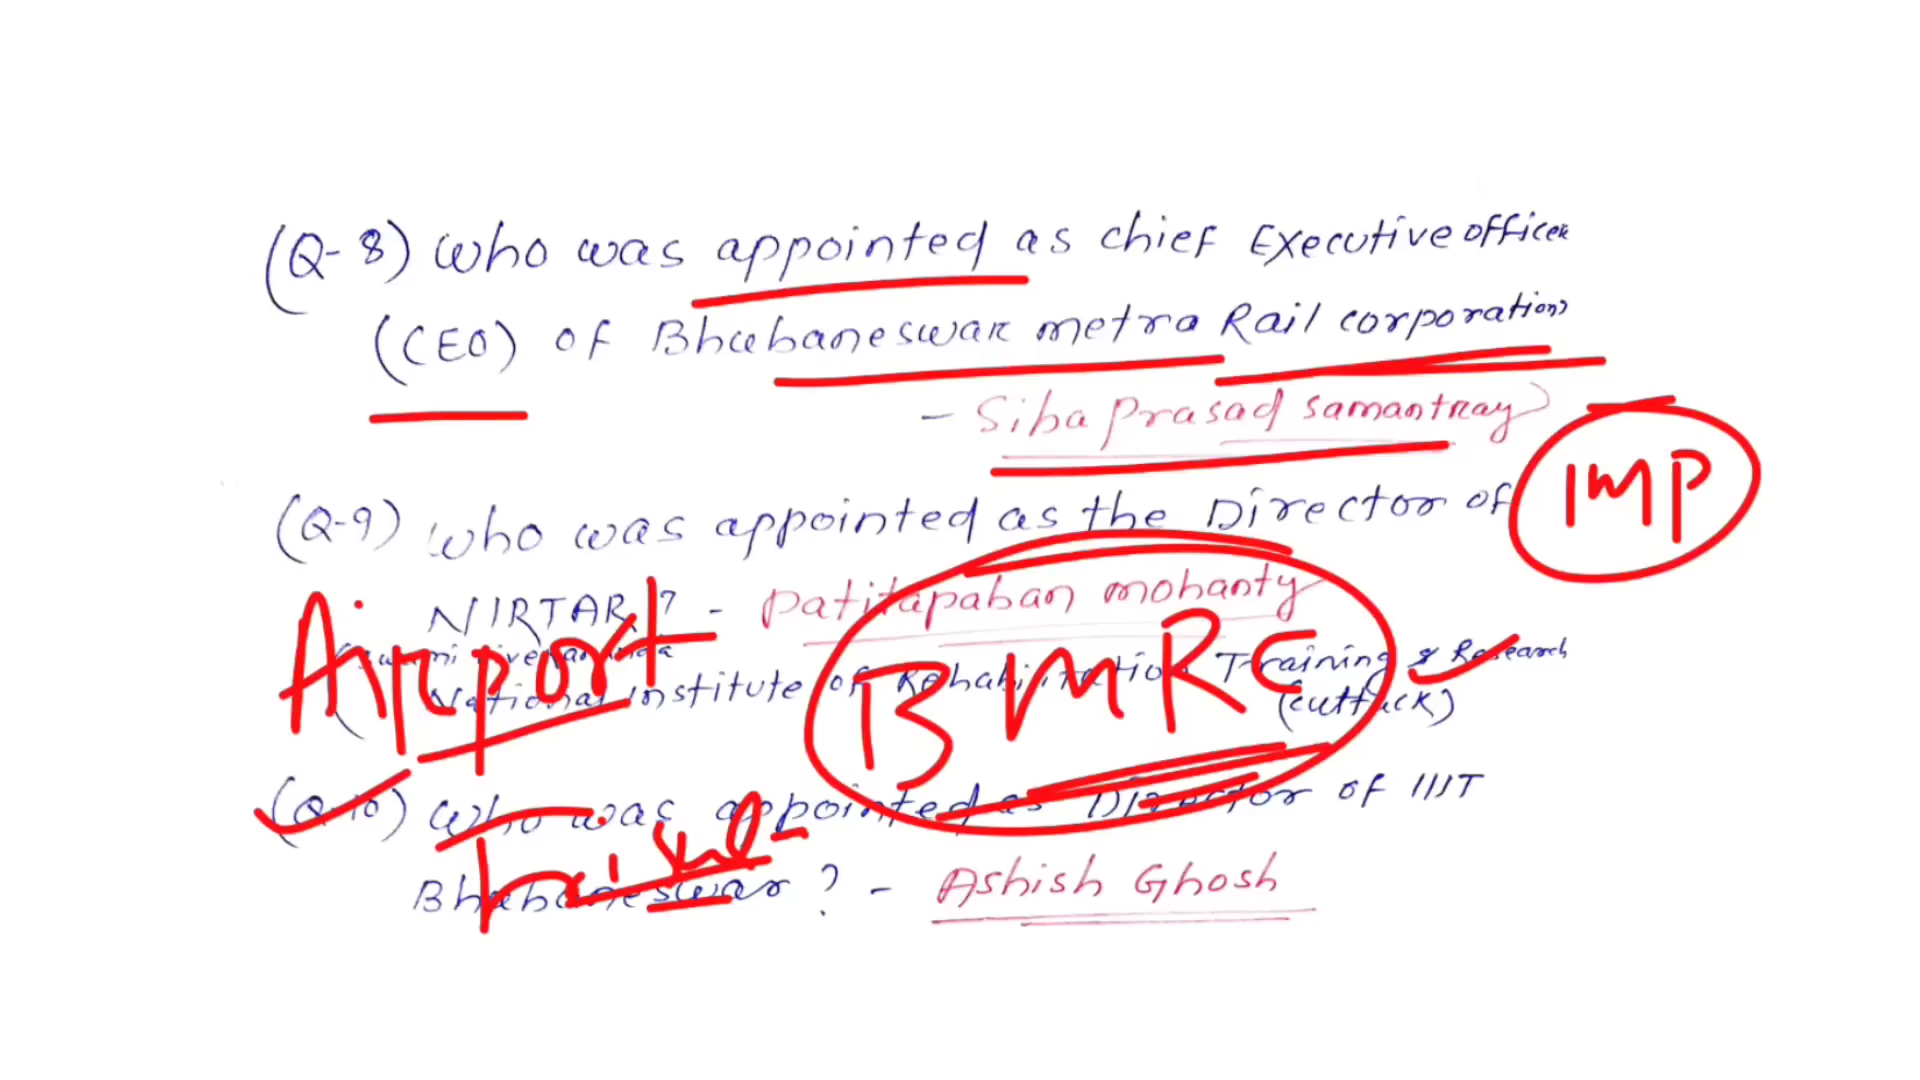 (Q-8) who was appointed as chief Executive officer
(CEO) of Bhubaneswar metro Rail corporation
- Siba prasad samantray
IMP
(Q-9) who was appointed as the Director of
NIRTAR? - patitapaban mohanty
Airport
(swami vivekananda
National institute of Rehabilitation Training & Research
(cuttack)
BMRC
(Q-10) who was appointed as Director of IIIT
Bhubaneswar? - Ashish Ghosh